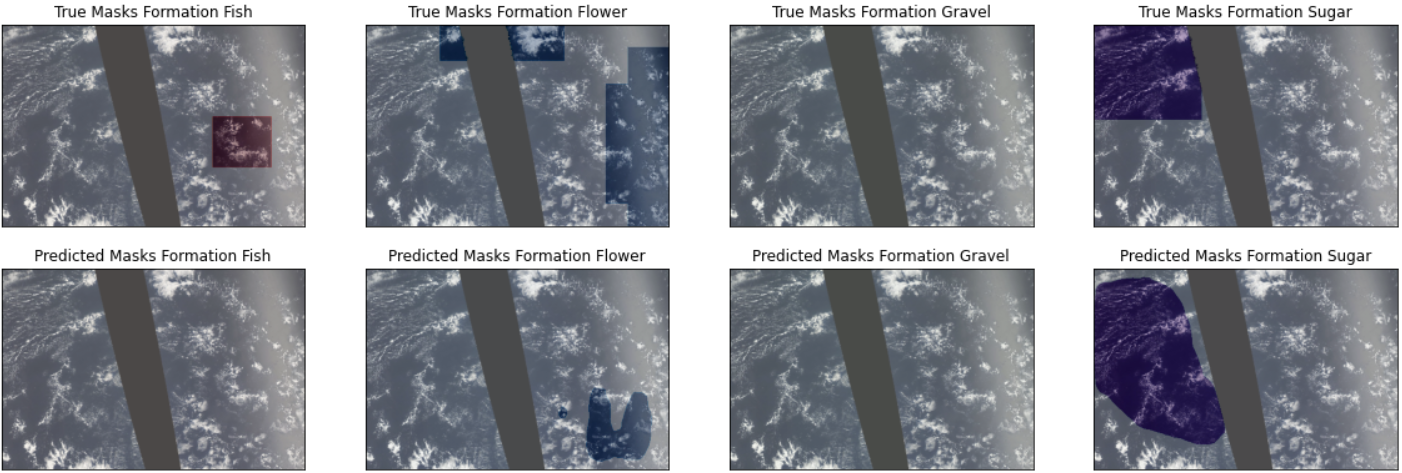 True Masks Formation Fish
True Masks Formation Flower
True Masks Formation Gravel
True Masks Formation Sugar
Predicted Masks Formation Fish
Predicted Masks Formation Flower
Predicted Masks Formation Gravel
Predicted Masks Formation Sugar